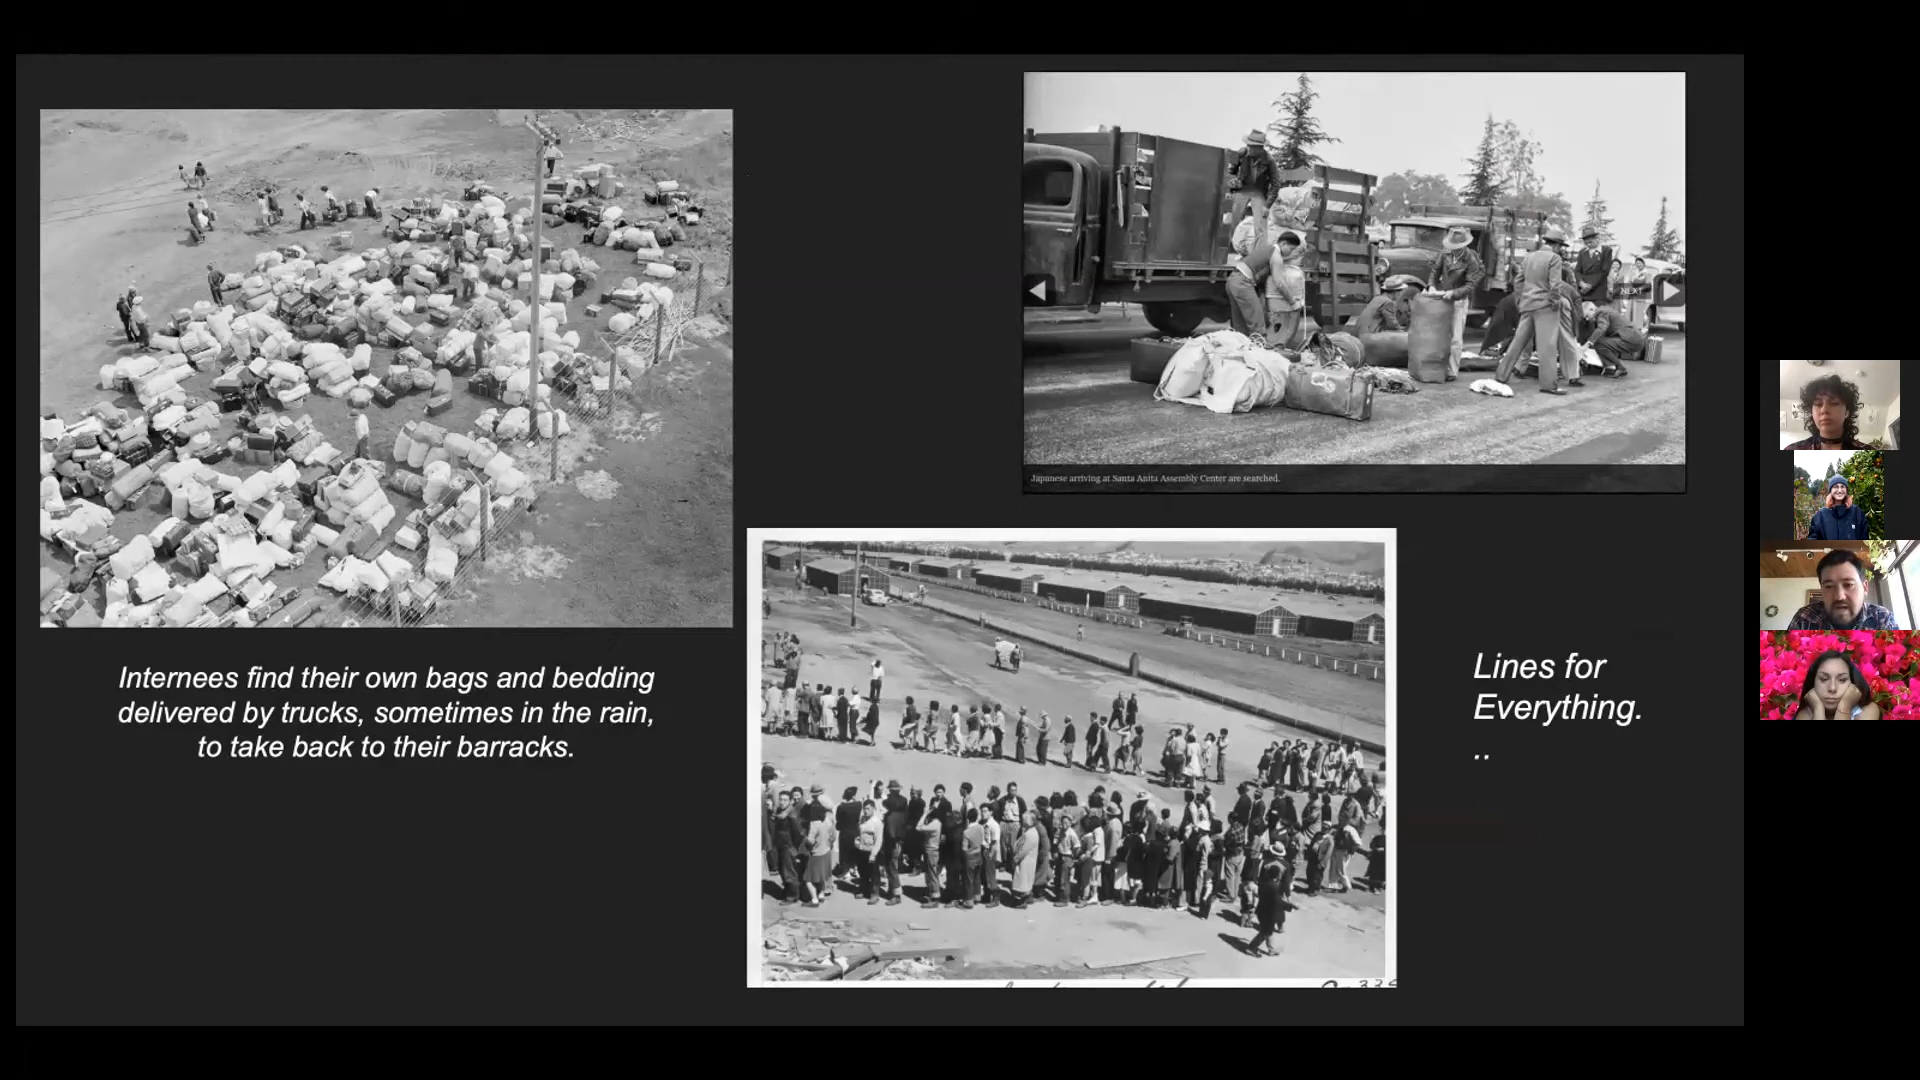 NEXT
Japanese arriving at Santa Anita Assembly Center are searched.
Internees find their own bags and bedding
delivered by trucks, sometimes in the rain,
to take back to their barracks.
Lines for
Everything.
..